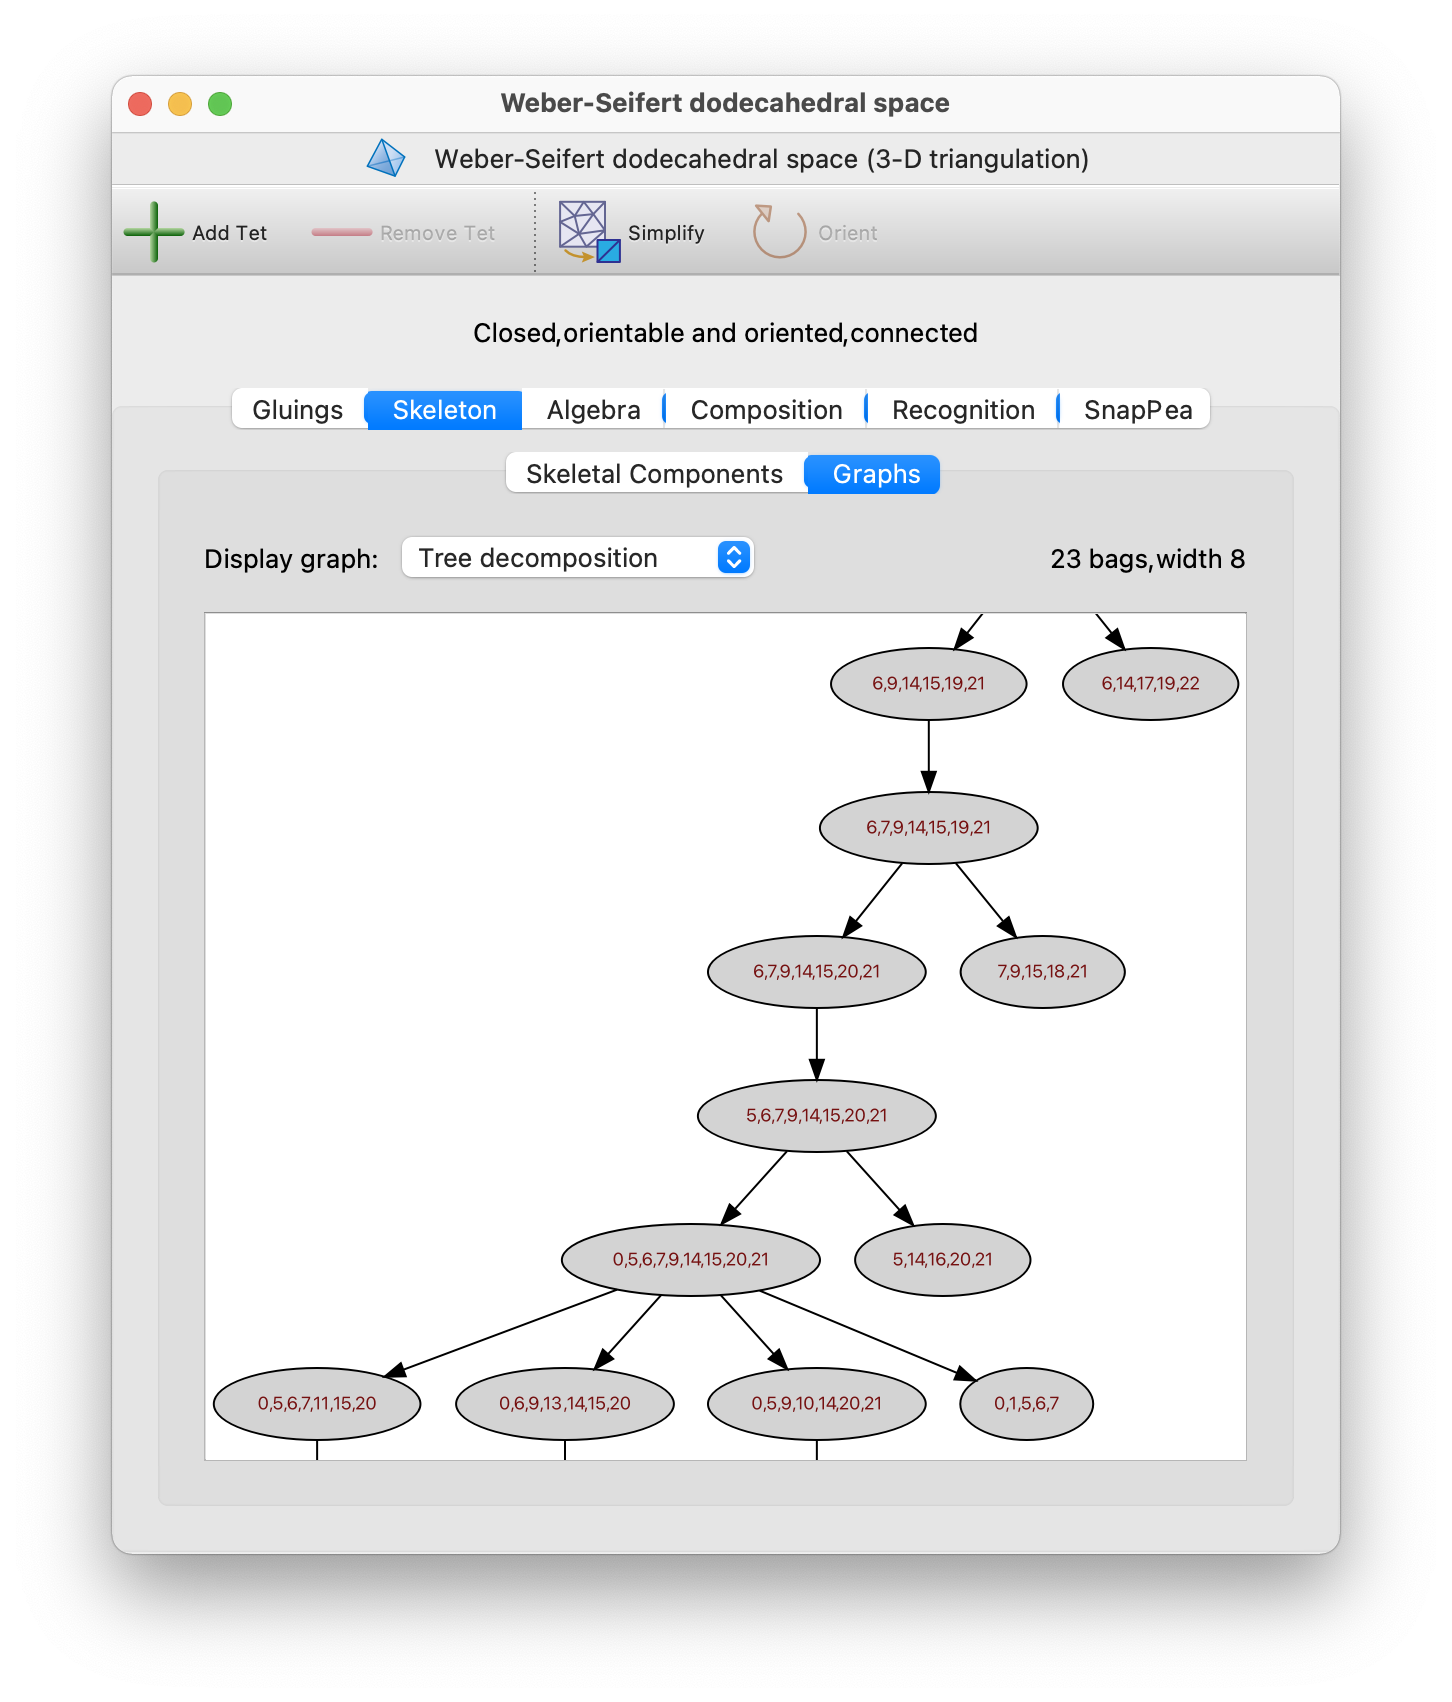 Weber-Seifert dodecahedral space
Weber-Seifert dodecahedral space (3-D triangulation)
Add Tet Remove Tet Simplify Orient
Closed,orientable and oriented,connected
Gluings Skeleton Algebra Composition Recognition SnapPea
Skeletal Components Graphs
Display graph: Tree decomposition 23 bags,width 8
6,9,14,15,19,21 6,14,17,19,22
6,7,9,14,15,19,21
6,7,9,14,15,20,21 7,9,15,18,21
5,6,7,9,14,15,20,21
0,5,6,7,9,14,15,20,21 5,14,16,20,21
0,5,6,7,11,15,20 0,6,9,13,14,15,20 0,5,9,10,14,20,21 0,1,5,6,7